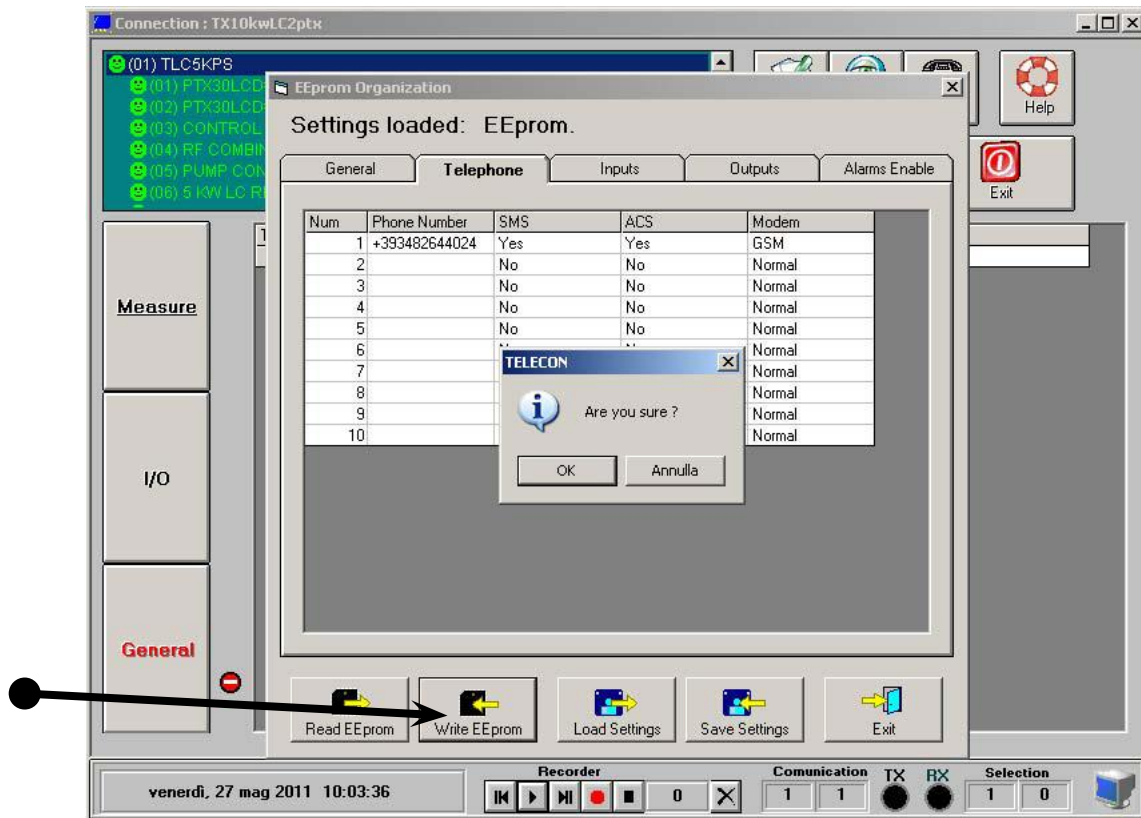 Connection : TX10kwLC2ptx
(01) TLC5KPS
(01) PTX30LCD
(02) PTX30LCD
(03) CONTROL
(04) RF COMBIN
(05) PUMP CON
(06) 5 KW LC R
Help
Exit
EEprom Organization
Settings loaded: EEprom.
General Telephone Inputs Outputs Alarms Enable
Num Phone Number SMS ACS Modem
1 +393482644024 Yes Yes GSM
2 No No Normal
3 No No Normal
4 No No Normal
5 No No Normal
6 Normal
7 Normal
8 Normal
9 Normal
10 Normal
TELECON
Are you sure ?
OK Annulla
Measure
I/O
General
Read EEprom Write EEprom Load Settings Save Settings Exit
venerdì, 27 mag 2011 10:03:36
Recorder
0
Comunication
1 1
TX RX
Selection
1 0